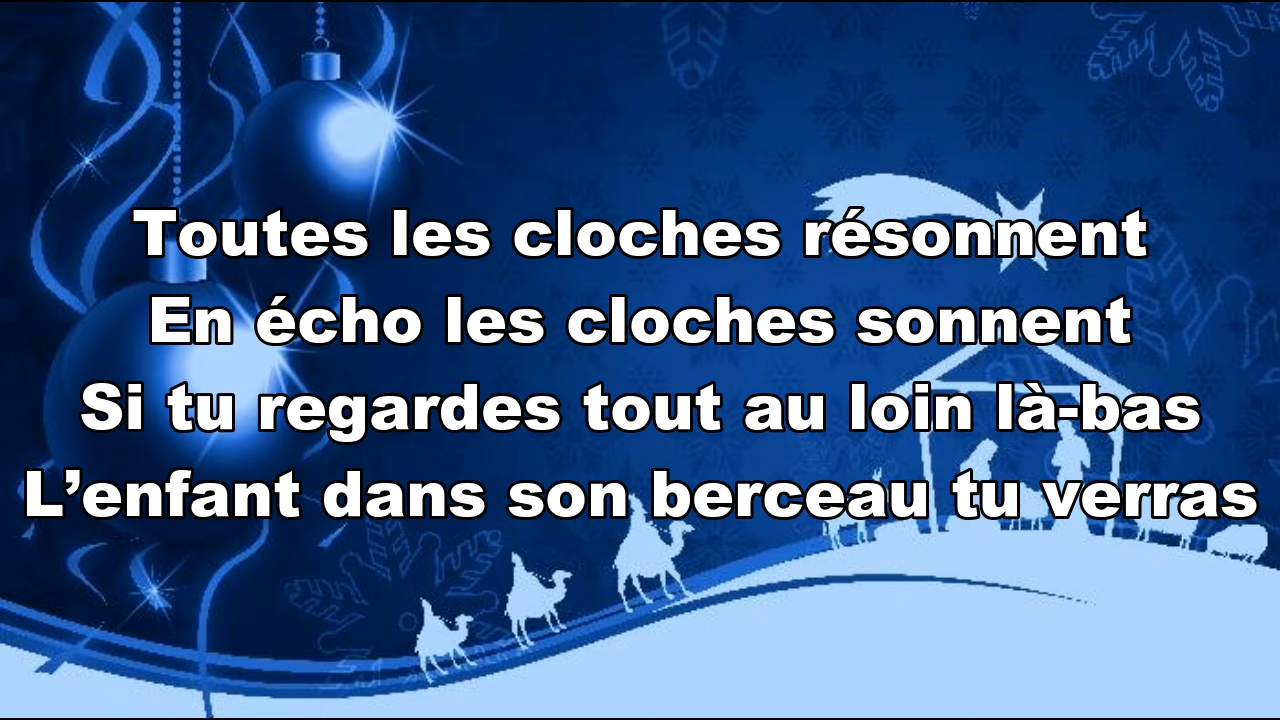 Toutes les cloches résonnent
En écho les cloches sonnent
Si tu regardes tout au loin là-bas
L’enfant dans son berceau tu verras